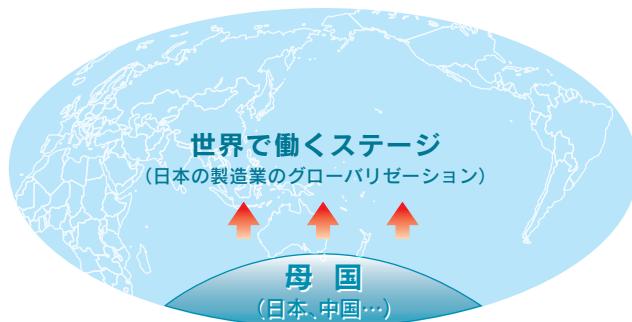 世界で働くステージ
（日本の製造業のグローバリゼーション）
母 国
（日本、中国…）